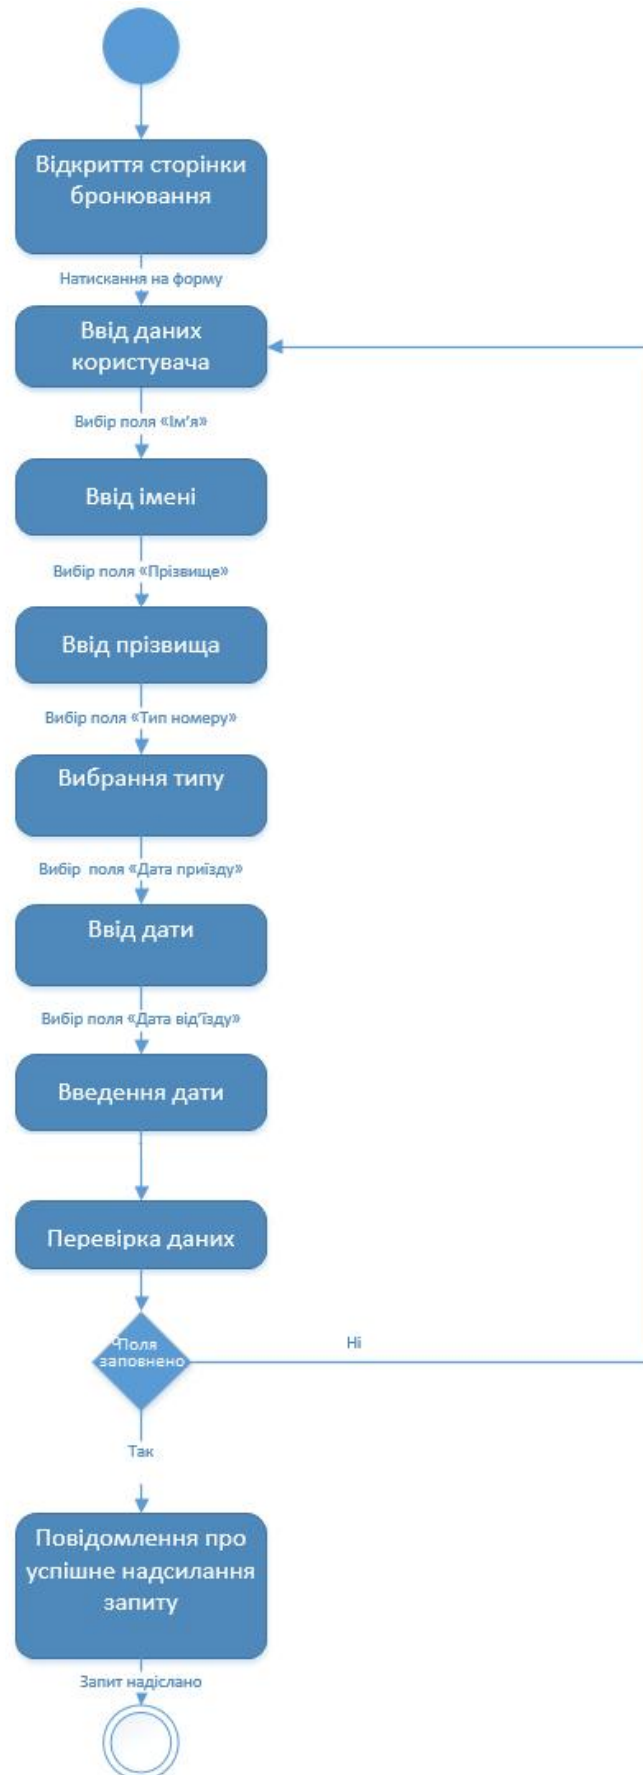 Відкриття сторінки
бронювання
Натискання на форму
Ввід даних
користувача
Вибір поля «Ім'я»
Ввід імені
Вибір поля «Прізвище»
Ввід прізвища
Вибір поля «Тип номеру»
Вибрання типу
Вибір поля «Дата приїзду»
Ввід дати
Вибір поля «Дата від'їзду»
Введення дати
Перевірка даних
Поля
заповнено
Ні
Так
Повідомлення про
успішне надсилання
запиту
Запит надіслано